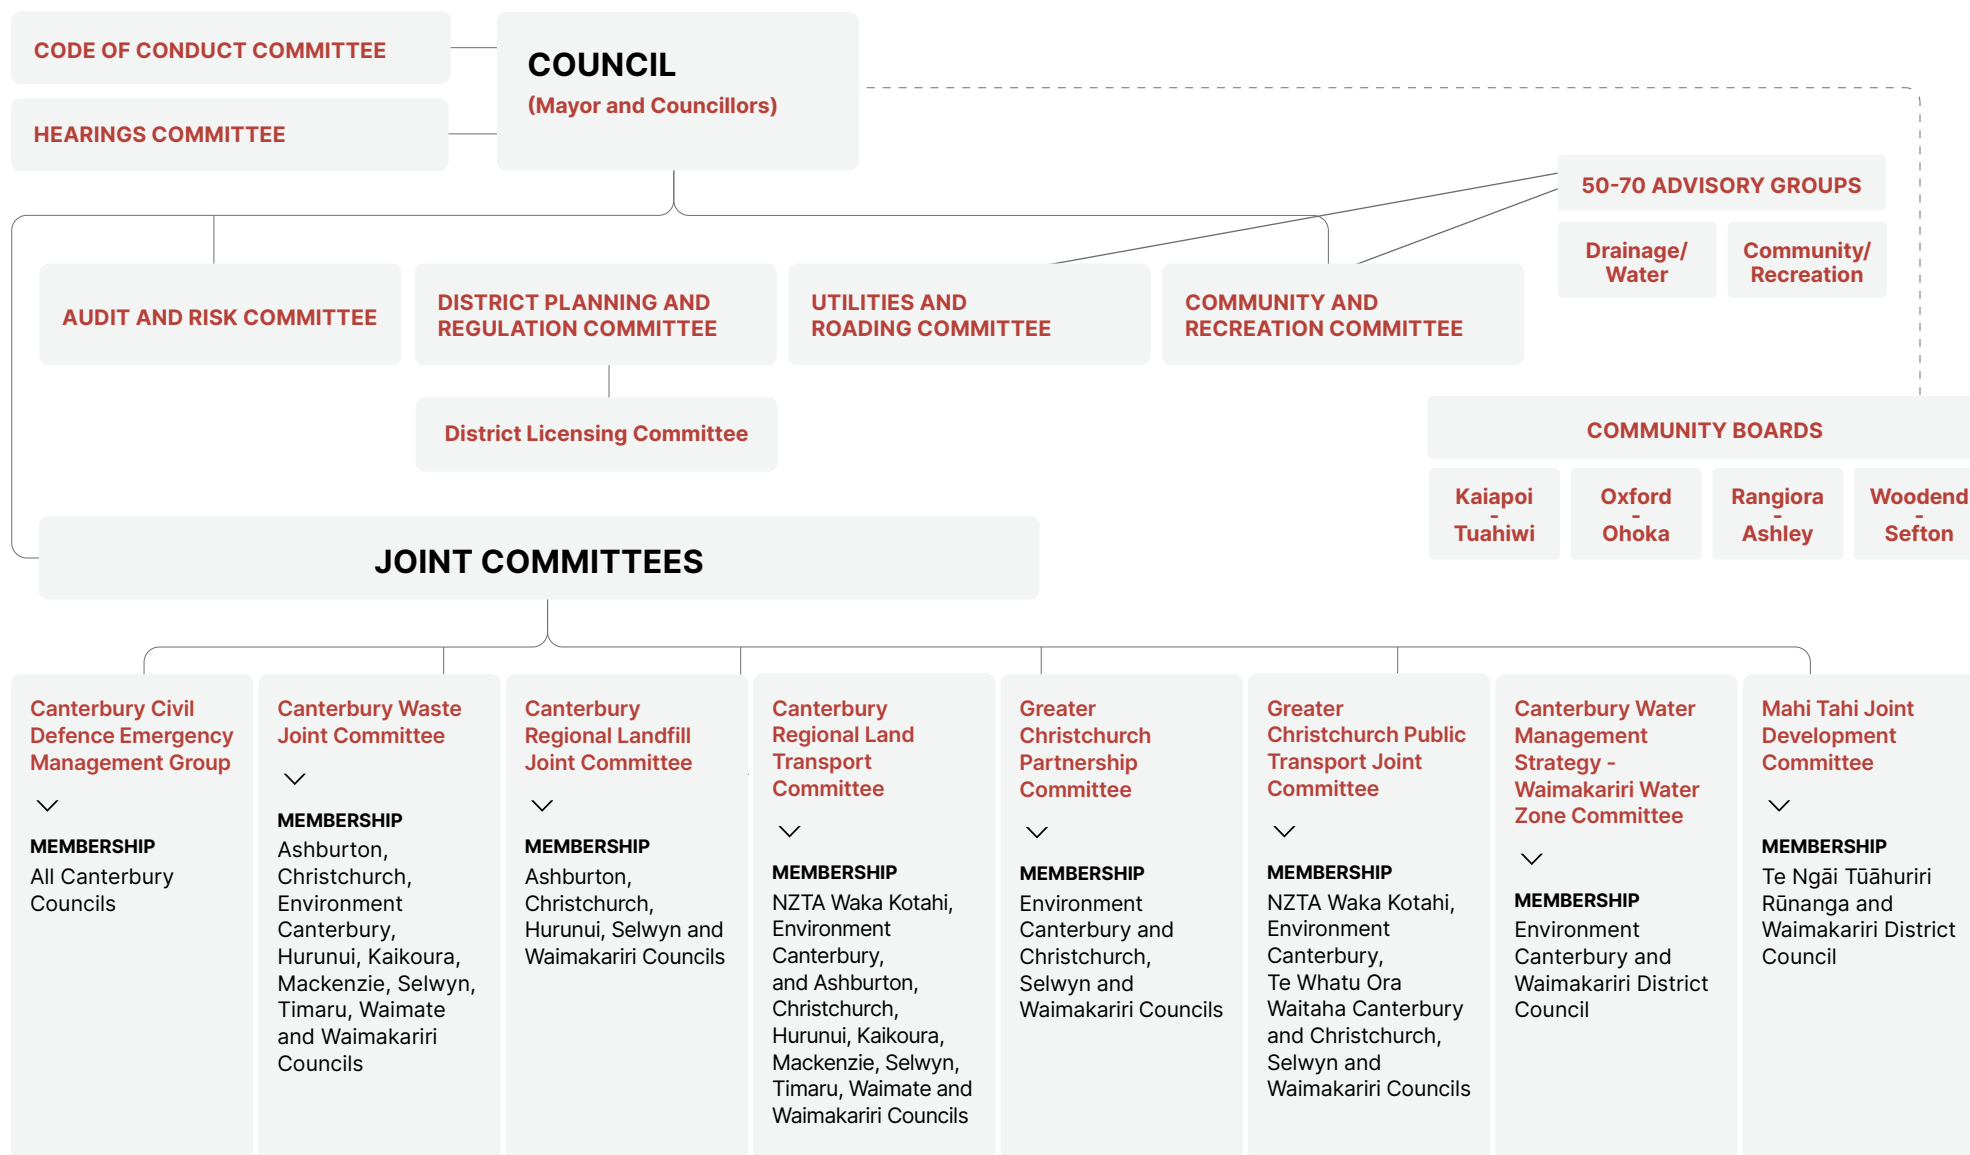 CODE OF CONDUCT COMMITTEE
HEARINGS COMMITTEE
COUNCIL
(Mayor and Councillors)
50-70 ADVISORY GROUPS
Drainage/
Water
Community/
Recreation
AUDIT AND RISK COMMITTEE
DISTRICT PLANNING AND
REGULATION COMMITTEE
UTILITIES AND
ROADING COMMITTEE
COMMUNITY AND
RECREATION COMMITTEE
District Licensing Committee
COMMUNITY BOARDS
Kaiapoi
-
Tuahiwi
Oxford
-
Ohoka
Rangiora
-
Ashley
Woodend
-
Sefton
JOINT COMMITTEES
Canterbury Civil
Defence Emergency
Management Group
MEMBERSHIP
All Canterbury
Councils
Canterbury Waste
Joint Committee
MEMBERSHIP
Ashburton,
Christchurch,
Environment
Canterbury,
Hurunui, Kaikoura,
Mackenzie, Selwyn,
Timaru, Waimate
and Waimakariri
Councils
Canterbury
Regional Landfill
Joint Committee
MEMBERSHIP
Ashburton,
Christchurch,
Hurunui, Selwyn and
Waimakariri Councils
Canterbury
Regional Land
Transport
Committee
MEMBERSHIP
NZTA Waka Kotahi,
Environment
Canterbury,
and Ashburton,
Christchurch,
Hurunui, Kaikoura,
Mackenzie, Selwyn,
Timaru, Waimate and
Waimakariri Councils
Greater
Christchurch
Partnership
Committee
MEMBERSHIP
Environment
Canterbury and
Christchurch,
Selwyn and
Waimakariri Councils
Greater
Christchurch Public
Transport Joint
Committee
MEMBERSHIP
NZTA Waka Kotahi,
Environment
Canterbury,
Te Whatu Ora
Waitaha Canterbury
and Christchurch,
Selwyn and
Waimakariri Councils
Canterbury Water
Management
Strategy -
Waimakariri Water
Zone Committee
MEMBERSHIP
Environment
Canterbury and
Waimakariri District
Council
Mahi Tahi Joint
Development
Committee
MEMBERSHIP
Te Ngāi Tūāhuriri
Rūnanga and
Waimakariri District
Council